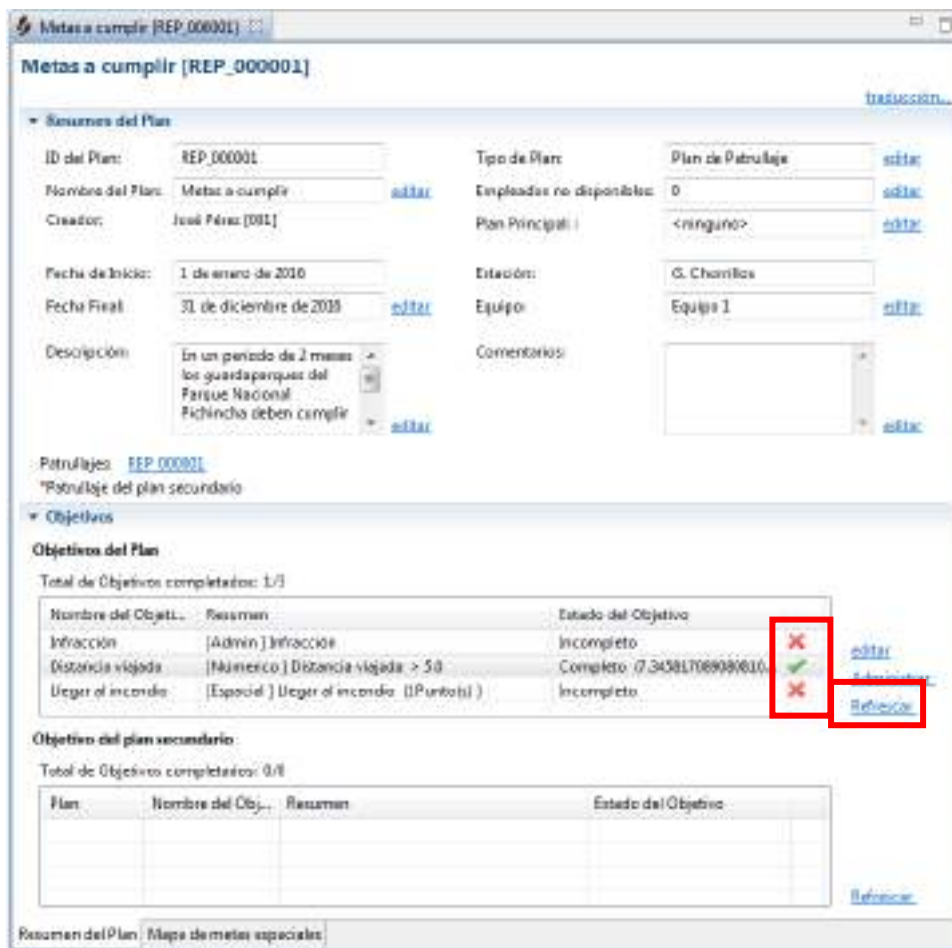 Metas a cumplir [REP_000001]
Metas a cumplir [REP_000001]
traducción...
Resumen del Plan
ID del Plan: REP_000001 Tipo de Plan: Plan de Patrullaje editar
Nombre del Plan: Metas a cumplir editar Empleados no disponibles: 0 editar
Creador: José Pérez [001] Plan Principal: : <ninguno> editar
Fecha de Inicio: 1 de enero de 2016 Estación: G. Chorrillos
Fecha Final: 31 de diciembre de 2016 editar Equipo: Equipo 1 editar
Descripción: En un periodo de 2 meses Comentarios:
los guardaparques del
Parque Nacional
Pichincha deben cumplir editar editar
Patrullajes: REP_000001
*Patrullaje del plan secundario
Objetivos
Objetivos del Plan
Total de Objetivos completados: 1/3
Nombre del Objeti... Resumen Estado del Objetivo
Infracción [Admin ] Infracción Incompleto editar
Distancia viajada [Númerico ] Distancia viajada > 5.0 Completo Administrar
Llegar al incendio [Espacial ] Llegar al incendio (1Punto(s) ) Incompleto Refrescar
Objetivo del plan secundario
Total de Objetivos completados: 0/0
Plan Nombre del Obj... Resumen Estado del Objetivo
Refrescar
Resumen del Plan Mapa de metas espaciales